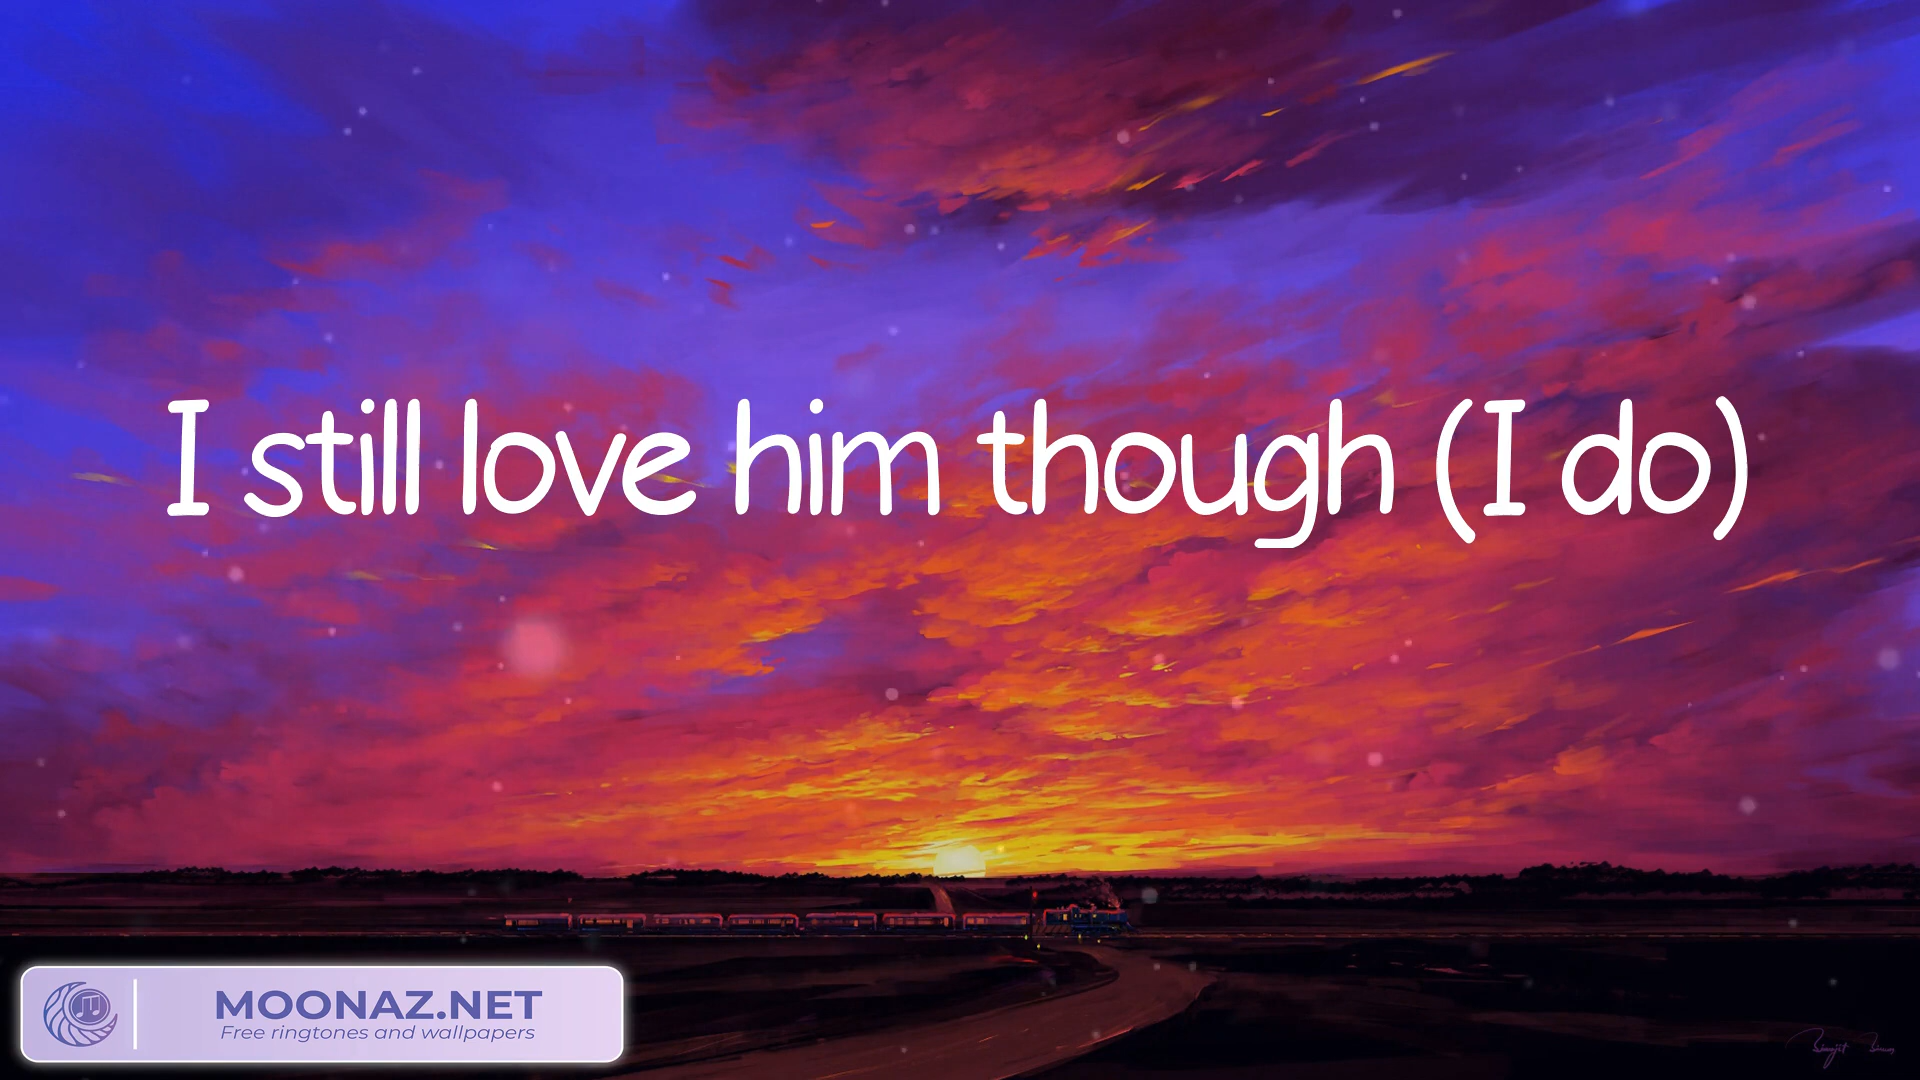 I still love him though (I do)
MOONAZ.NET
Free ringtones and wallpapers